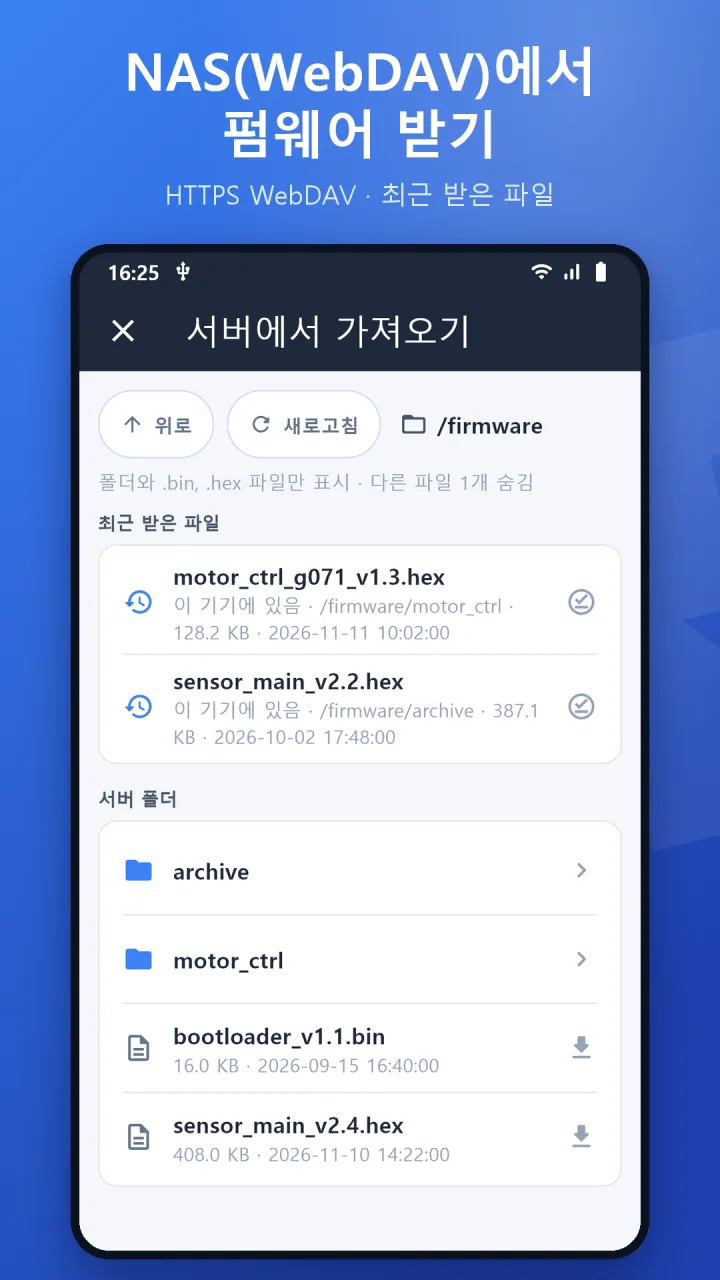 NAS(WebDAV)에서
펌웨어 받기
HTTPS WebDAV · 최근 받은 파일
16:25
서버에서 가져오기
위로
새로고침
/firmware
폴더와 .bin, .hex 파일만 표시 · 다른 파일 1개 숨김
최근 받은 파일
motor_ctrl_g071_v1.3.hex
이 기기에 있음 · /firmware/motor_ctrl ·
128.2 KB · 2026-11-11 10:02:00
sensor_main_v2.2.hex
이 기기에 있음 · /firmware/archive · 387.1
KB · 2026-10-02 17:48:00
서버 폴더
archive
motor_ctrl
bootloader_v1.1.bin
16.0 KB · 2026-09-15 16:40:00
sensor_main_v2.4.hex
408.0 KB · 2026-11-10 14:22:00